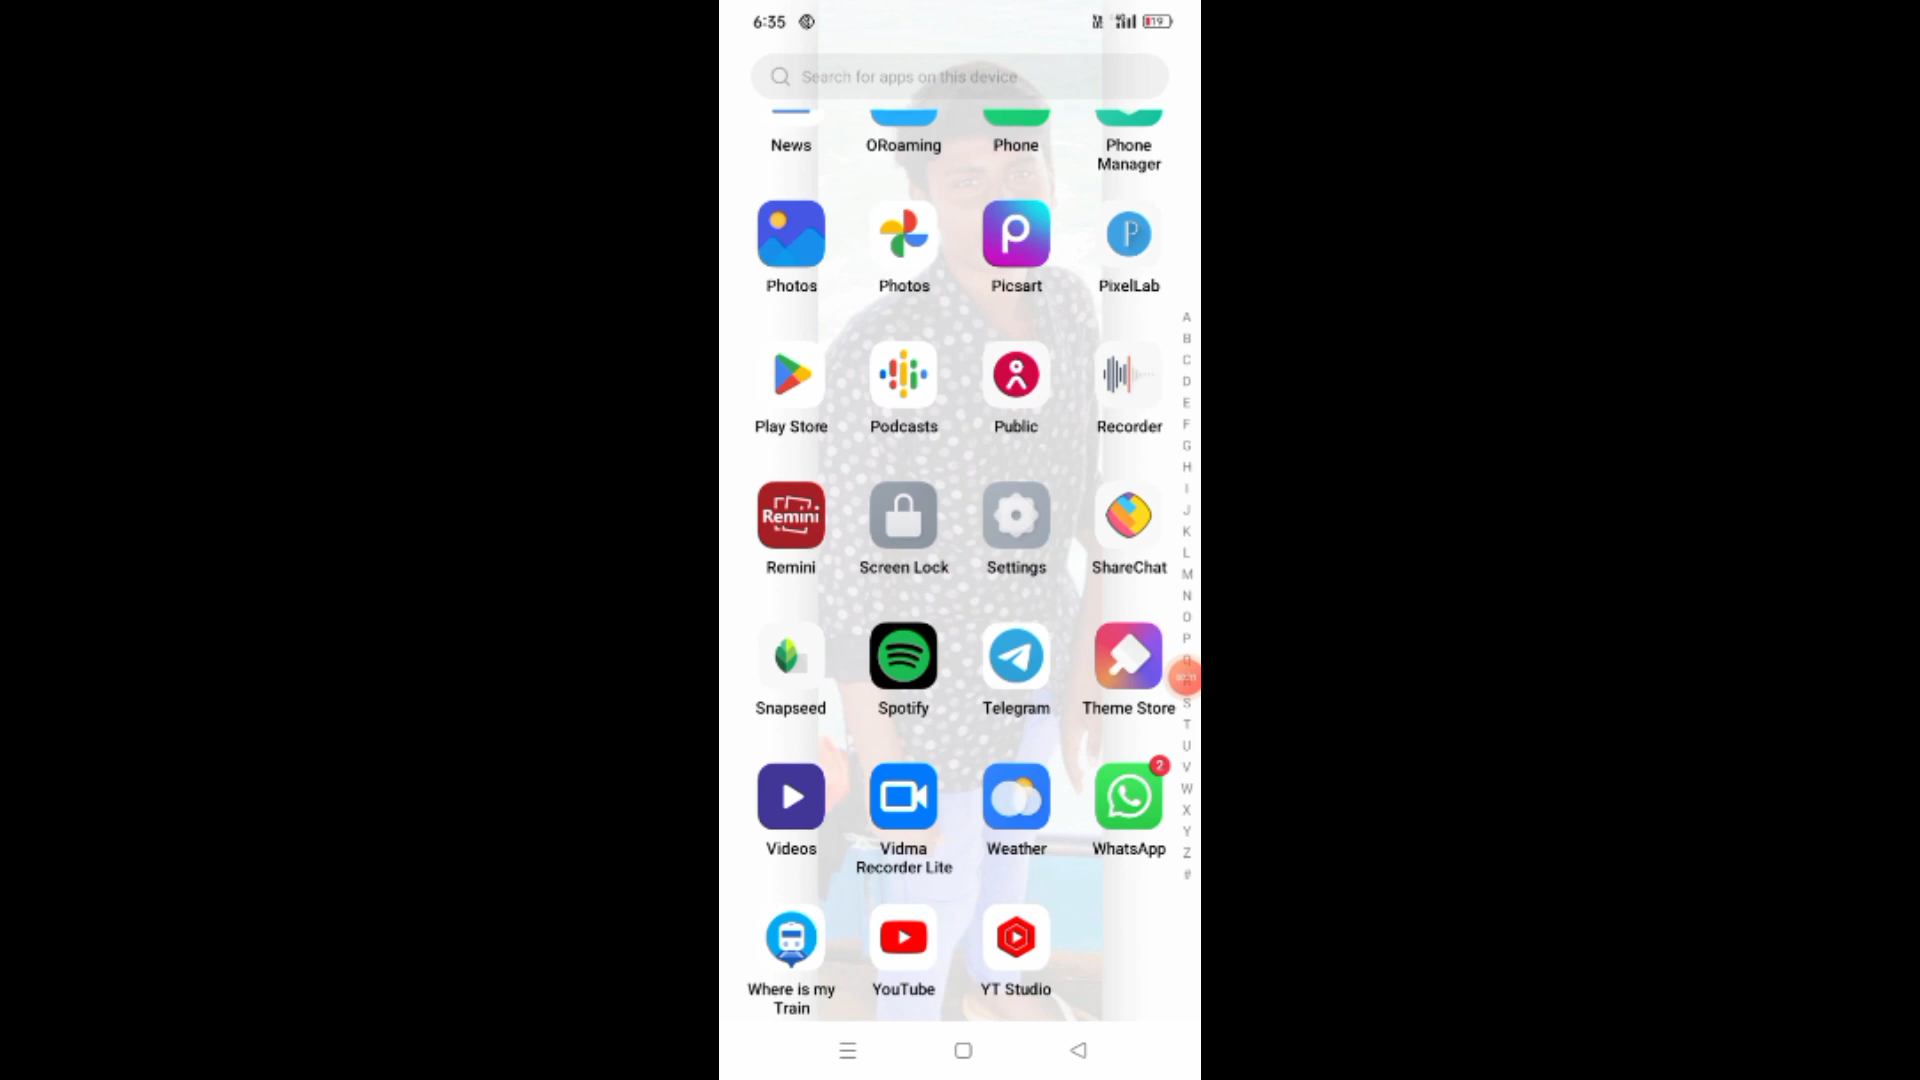 6:35
19
Search for apps on this device
News ORoaming Phone Phone
Manager
Photos Photos Picsart PixelLab
A
B
C
D
E
F
G
H
I
J
K
L
M
N
O
P
Q
S
T
U
V
W
X
Y
Z
#
Play Store Podcasts Public Recorder
Remini
Remini Screen Lock Settings ShareChat
Snapseed Spotify Telegram Theme Store
2
Videos Vidma Weather WhatsApp
Recorder Lite
Where is my YouTube YT Studio
Train